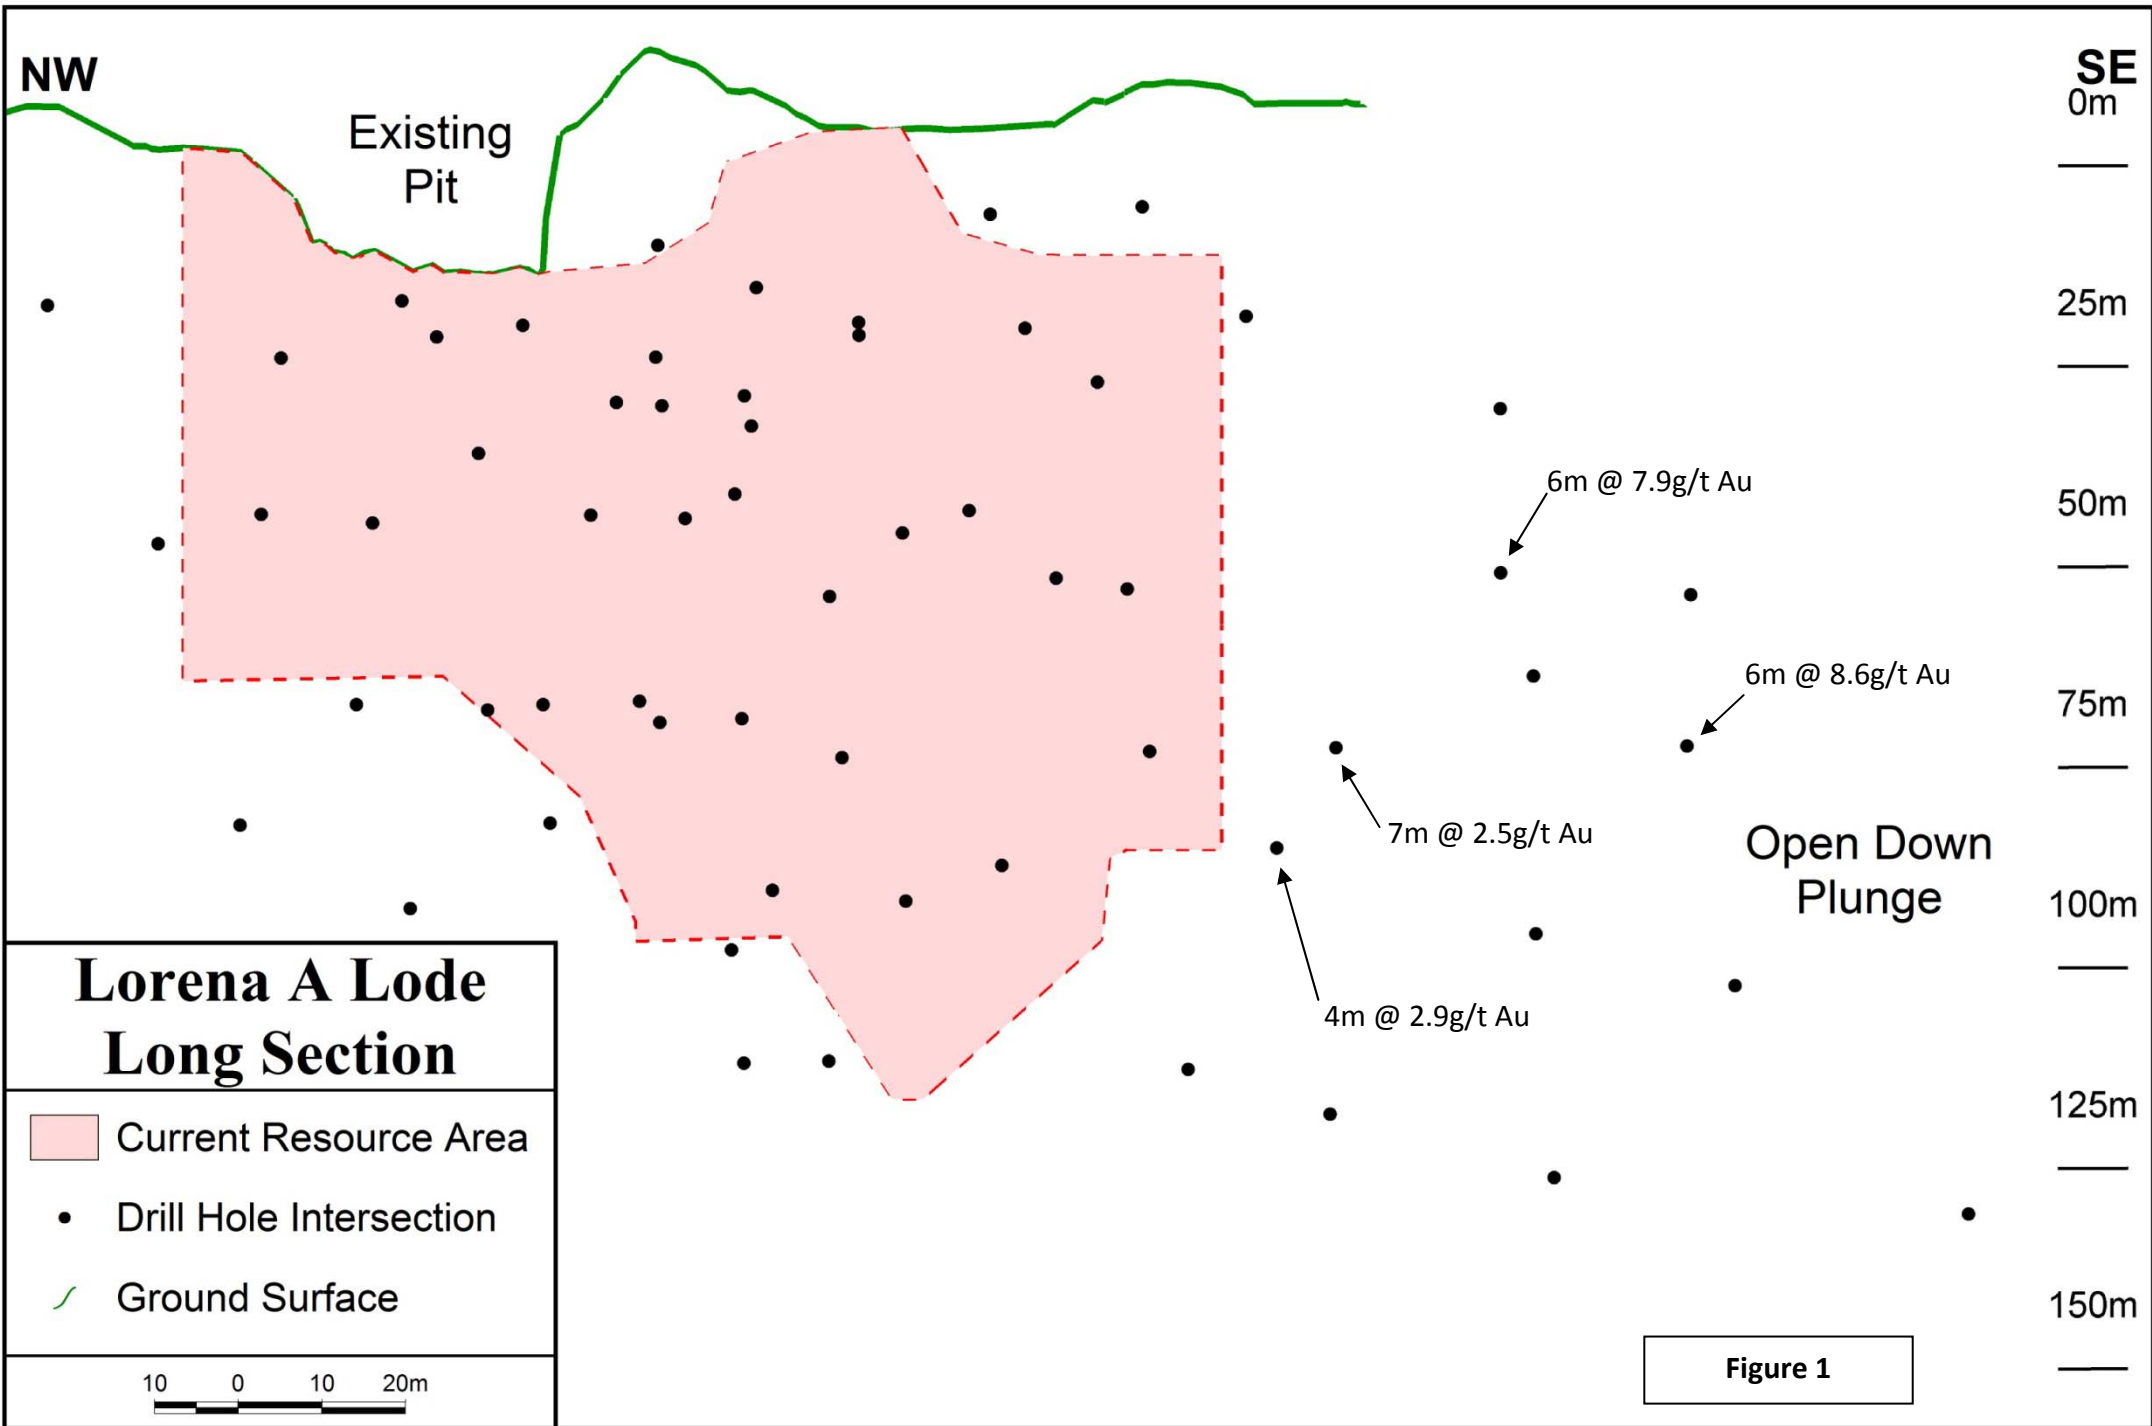 NW
SE
0m
Existing
Pit
25m
6m @ 7.9g/t Au
50m
6m @ 8.6g/t Au
75m
7m @ 2.5g/t Au
Open Down
Plunge
100m
4m @ 2.9g/t Au
125m
150m
Lorena A Lode
Long Section
Current Resource Area
Drill Hole Intersection
Ground Surface
10 0 10 20m
Figure 1